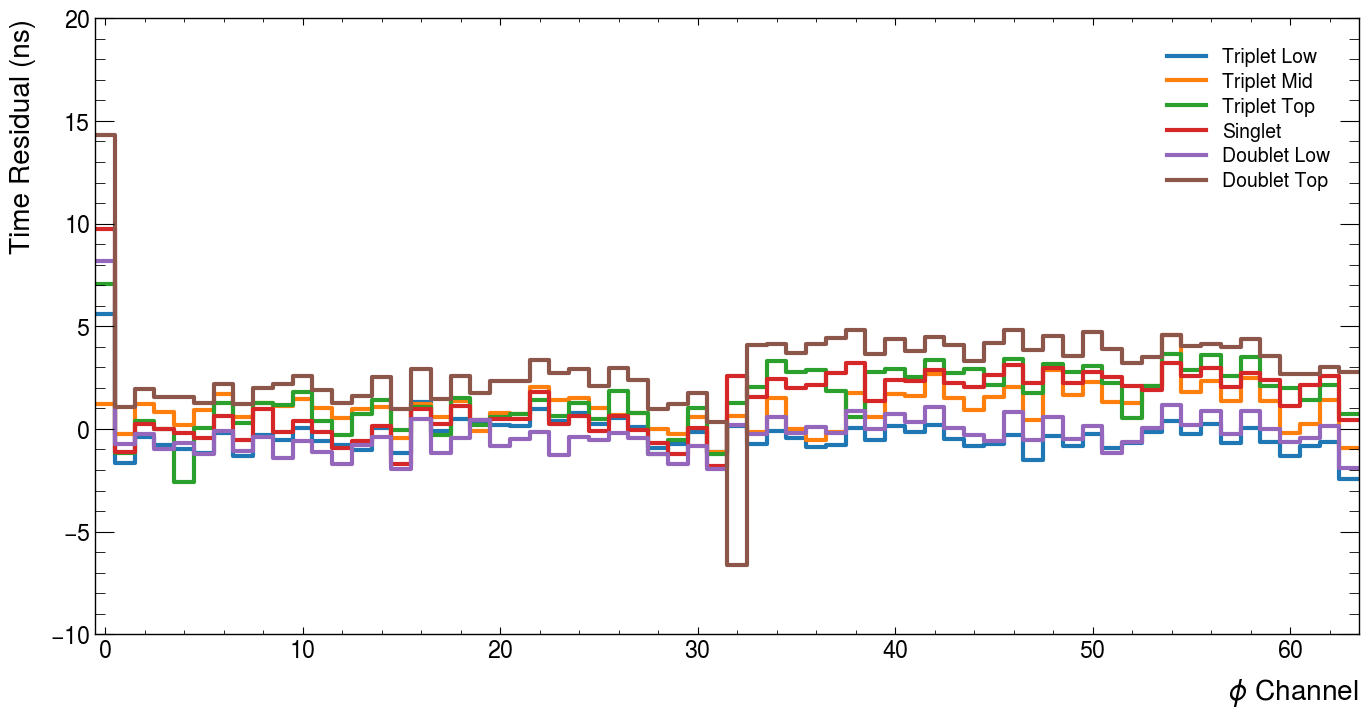 Time Residual (ns)
20
15
10
5
0
−5
−10
Triplet Low
Triplet Mid
Triplet Top
Singlet
Doublet Low
Doublet Top
0 10 20 30 40 50 60
ϕ Channel